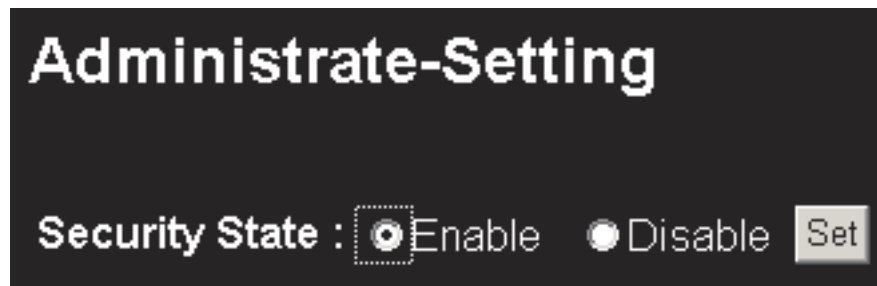 Administrate-Setting
Security State : Enable Disable Set